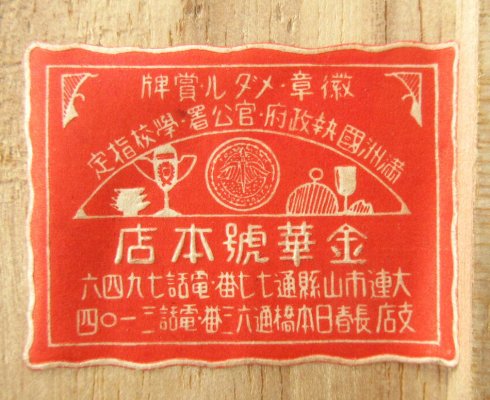 徽章·メダル·賞牌
満洲國執政府·官公署·學校指定
金華號本店
大連市山縣通七七番·電話七九四六
支店長春日本橋通六三番·電話三一〇四